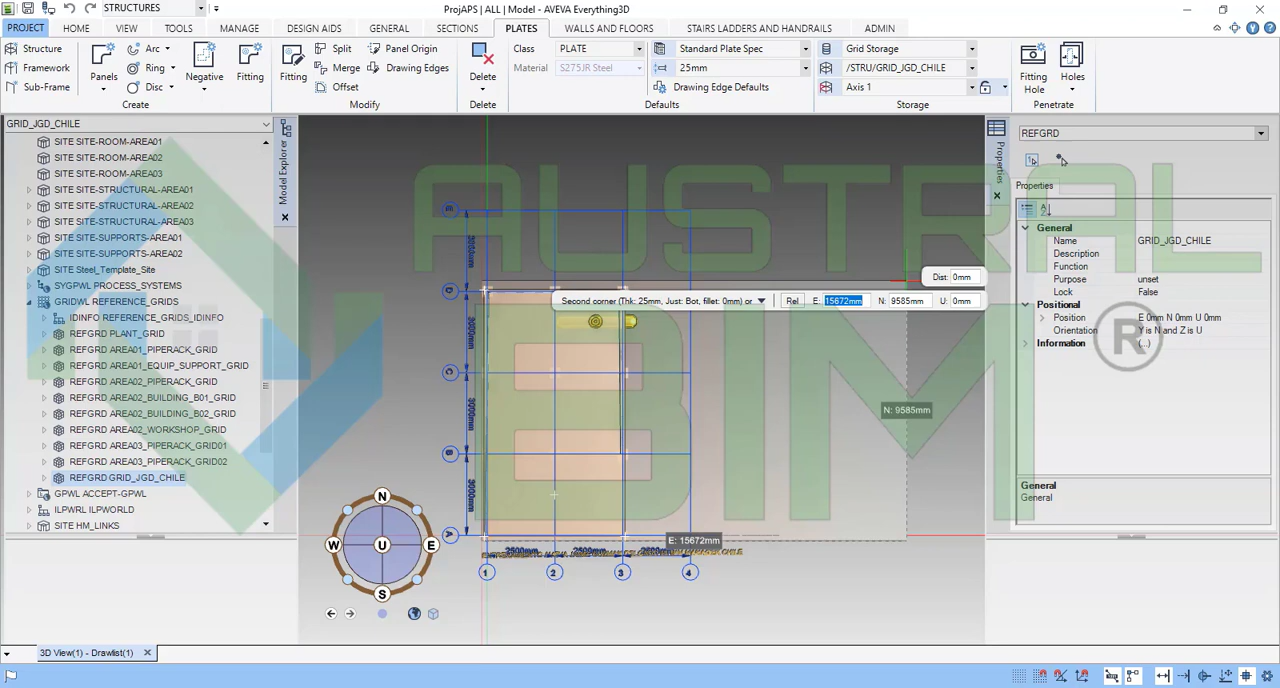 STRUCTURES
ProjAPS | ALL | Model - AVEVA Everything3D
PROJECT HOME VIEW TOOLS MANAGE DESIGN AIDS GENERAL SECTIONS PLATES WALLS AND FLOORS STAIRS LADDERS AND HANDRAILS ADMIN
Structure
Framework
Sub-Frame
Panels
Arc
Ring
Disc
Negative
Fitting
Create
Fitting
Split
Merge
Offset
Panel Origin
Drawing Edges
Modify
Delete
Delete
Class PLATE
Material S275JR Steel
Standard Plate Spec
25mm
Drawing Edge Defaults
Defaults
Grid Storage
/STRU/GRID_JGD_CHILE
Axis 1
Storage
Fitting Hole
Holes
Penetrate
GRID_JGD_CHILE
SITE SITE-ROOM-AREA01
SITE SITE-ROOM-AREA02
SITE SITE-ROOM-AREA03
SITE SITE-STRUCTURAL-AREA01
SITE SITE-STRUCTURAL-AREA02
SITE SITE-STRUCTURAL-AREA03
SITE SITE-SUPPORTS-AREA01
SITE SITE-SUPPORTS-AREA02
SITE Steel_Template_Site
SYGPWL PROCESS_SYSTEMS
GRIDWL REFERENCE_GRIDS
IDINFO REFERENCE_GRIDS_IDINFO
REFGRD PLANT_GRID
REFGRD AREA01_PIPERACK_GRID
REFGRD AREA01_EQUIP_SUPPORT_GRID
REFGRD AREA02_PIPERACK_GRID
REFGRD AREA02_BUILDING_B01_GRID
REFGRD AREA02_BUILDING_B02_GRID
REFGRD AREA02_WORKSHOP_GRID
REFGRD AREA03_PIPERACK_GRID01
REFGRD AREA03_PIPERACK_GRID02
REFGRD GRID_JGD_CHILE
GPWL ACCEPT-GPWL
ILPWRL ILPWORLD
SITE HM_LINKS
Model Explorer
AUSTRAL
BIM
®
Dist: 0mm
Second corner (Thk: 25mm, Just: Bot, fillet: 0mm) or
Rel E: 15672mm N: 9585mm U: 0mm
N: 9585mm
E: 15672mm
E
D
C
B
A
3000mm
3000mm
3000mm
2500mm 2500mm
1 2 3 4
N
W U E
S
Properties
REFGRD
Properties
General
Name GRID_JGD_CHILE
Description
Function
Purpose unset
Lock False
Positional
Position E 0mm N 0mm U 0mm
Orientation Y is N and Z is U
Information (...)
General
General
3D View(1) - Drawlist(1)